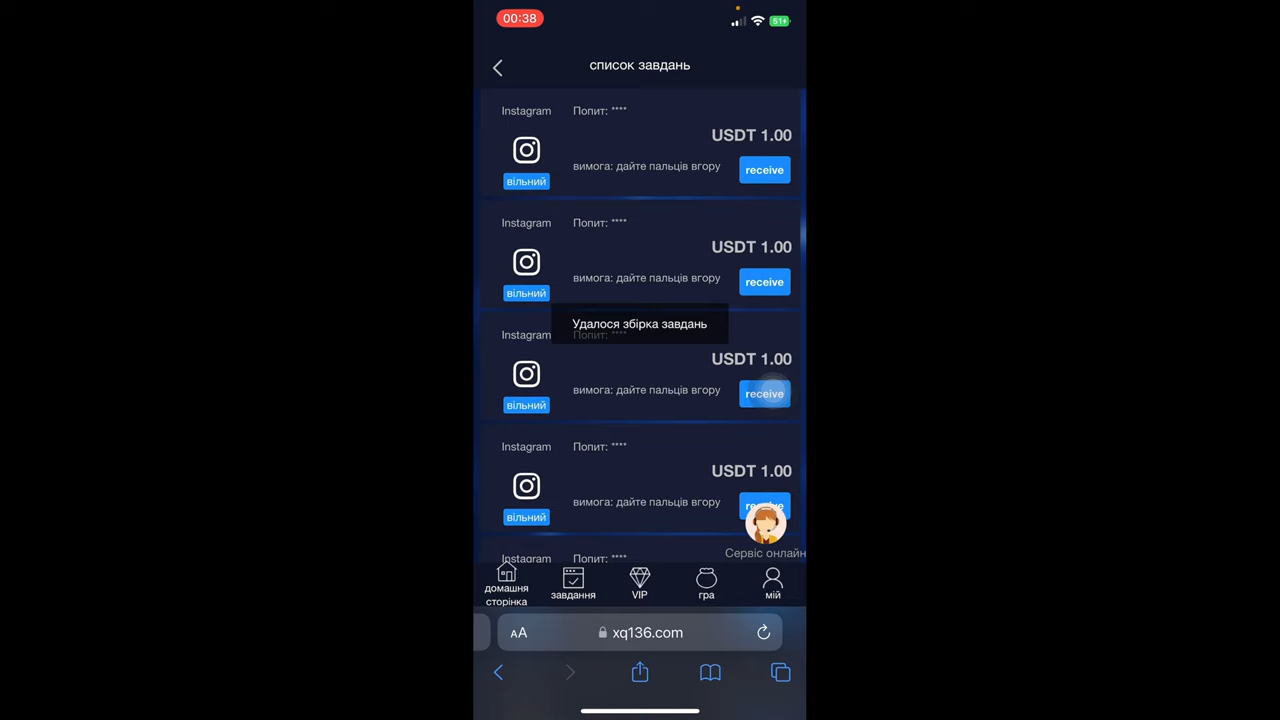 00:38
51+
список завдань
Instagram
Попит: ****
USDT 1.00
вимога: дайте пальців вгору
receive
вільний
Instagram
Попит: ****
USDT 1.00
вимога: дайте пальців вгору
receive
вільний
Удалося збірка завдань
Instagram
Попит: ****
USDT 1.00
вимога: дайте пальців вгору
receive
вільний
Instagram
Попит: ****
USDT 1.00
вимога: дайте пальців вгору
receive
вільний
Сервіс онлайн
Instagram
Попит: ****
домашня
сторінка
завдання
VIP
гра
мій
AA
xq136.com